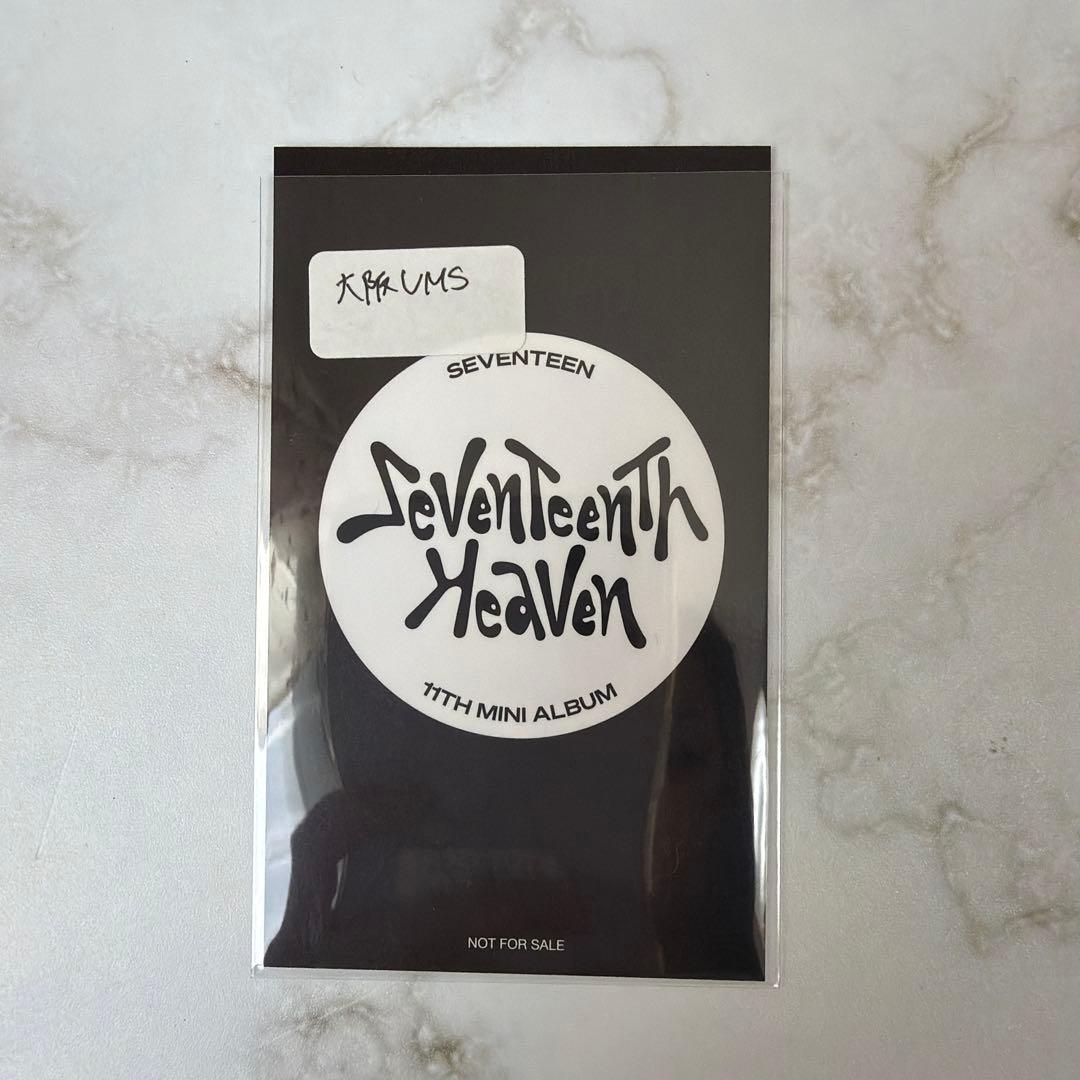 大阪UMS
SEVENTEEN
SevenTeenTh
Heaven
11TH MINI ALBUM
NOT FOR SALE